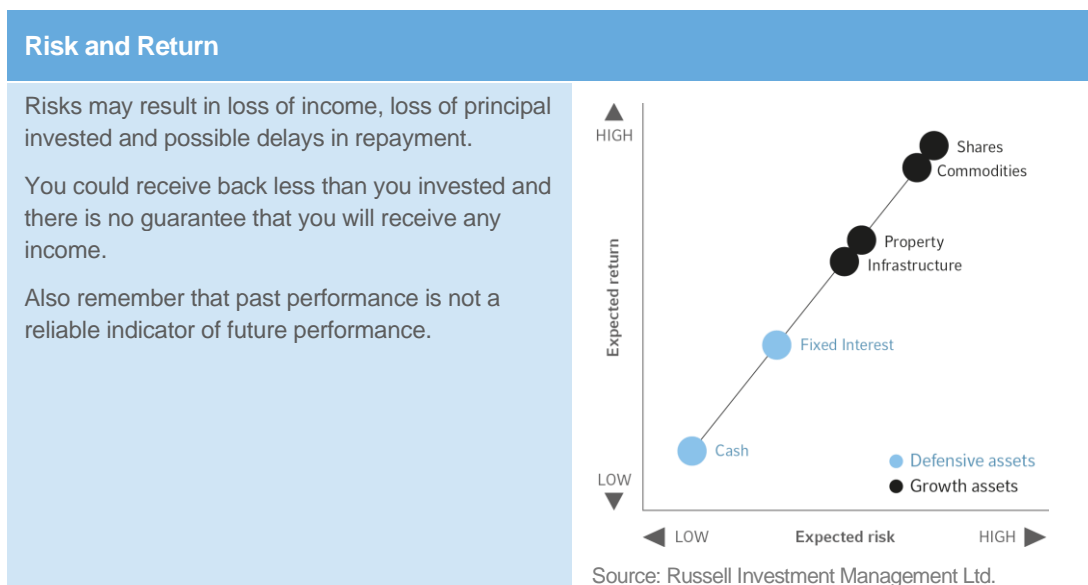 Risk and Return
Risks may result in loss of income, loss of principal
invested and possible delays in repayment.
You could receive back less than you invested and
there is no guarantee that you will receive any
income.
Also remember that past performance is not a
reliable indicator of future performance.
HIGH
Expected return
LOW
Shares
Commodities
Property
Infrastructure
Fixed Interest
Cash
Defensive assets
Growth assets
LOW Expected risk HIGH
Source: Russell Investment Management Ltd.